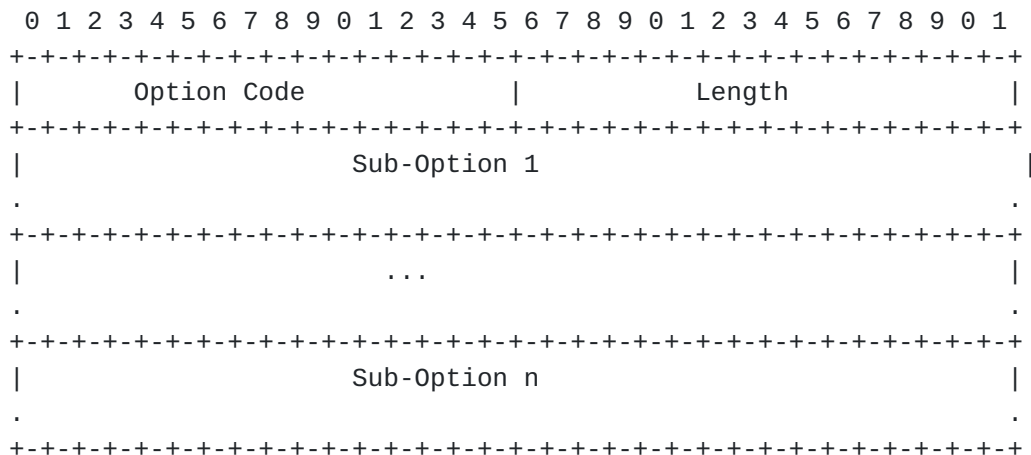 0 1 2 3 4 5 6 7 8 9 0 1 2 3 4 5 6 7 8 9 0 1 2 3 4 5 6 7 8 9 0 1
+-+-+-+-+-+-+-+-+-+-+-+-+-+-+-+-+-+-+-+-+-+-+-+-+-+-+-+-+-+-+-+-+
|       Option Code             |           Length              |
+-+-+-+-+-+-+-+-+-+-+-+-+-+-+-+-+-+-+-+-+-+-+-+-+-+-+-+-+-+-+-+-+
|                     Sub-Option 1                               |
.                                                               .
+-+-+-+-+-+-+-+-+-+-+-+-+-+-+-+-+-+-+-+-+-+-+-+-+-+-+-+-+-+-+-+-+
|                       ...                                     |
.                                                               .
+-+-+-+-+-+-+-+-+-+-+-+-+-+-+-+-+-+-+-+-+-+-+-+-+-+-+-+-+-+-+-+-+
|                     Sub-Option n                              |
.                                                               .
+-+-+-+-+-+-+-+-+-+-+-+-+-+-+-+-+-+-+-+-+-+-+-+-+-+-+-+-+-+-+-+-+